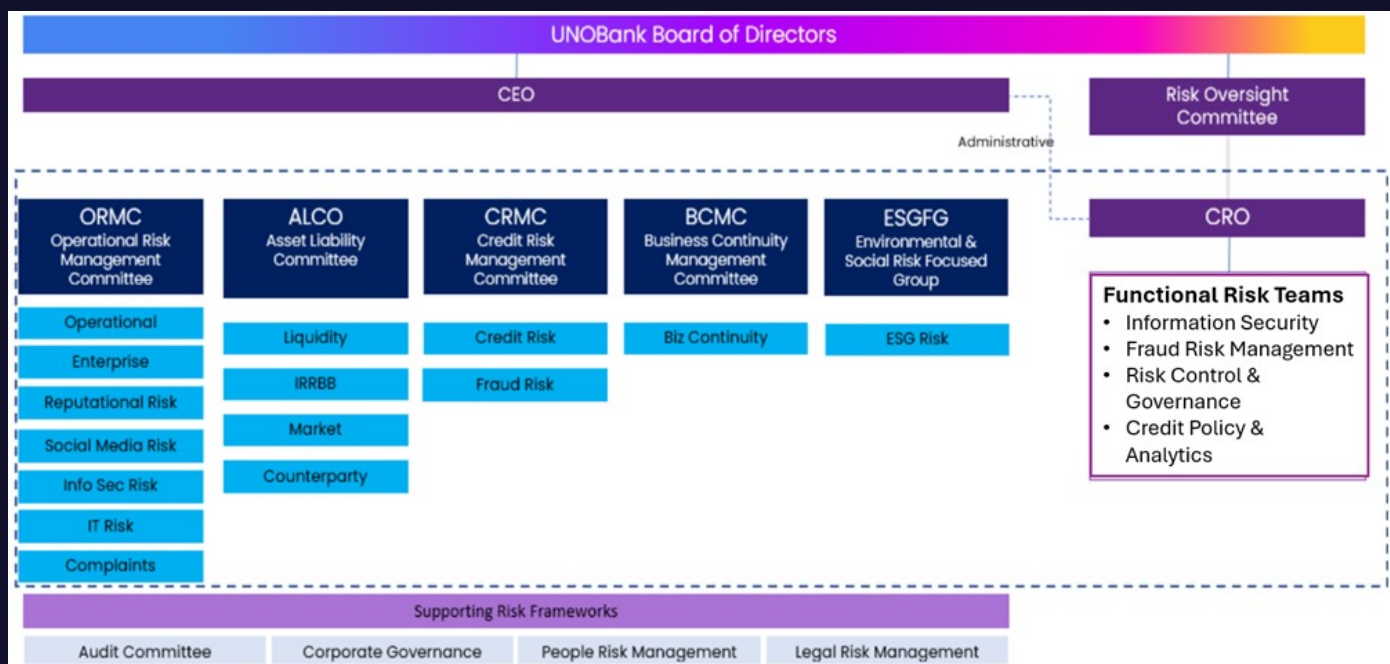 UNOBank Board of Directors
CEO
Risk Oversight
Committee
Administrative
ORMC
Operational Risk
Management
Committee
Operational
Enterprise
Reputational Risk
Social Media Risk
Info Sec Risk
IT Risk
Complaints
ALCO
Asset Liability
Committee
Liquidity
IRRBB
Market
Counterparty
CRMC
Credit Risk
Management
Committee
Credit Risk
Fraud Risk
BCMC
Business Continuity
Management
Committee
Biz Continuity
ESGFG
Environmental &
Social Risk Focused
Group
ESG Risk
CRO
Functional Risk Teams
• Information Security
• Fraud Risk Management
• Risk Control &
Governance
• Credit Policy &
Analytics
Supporting Risk Frameworks
Audit Committee
Corporate Governance
People Risk Management
Legal Risk Management